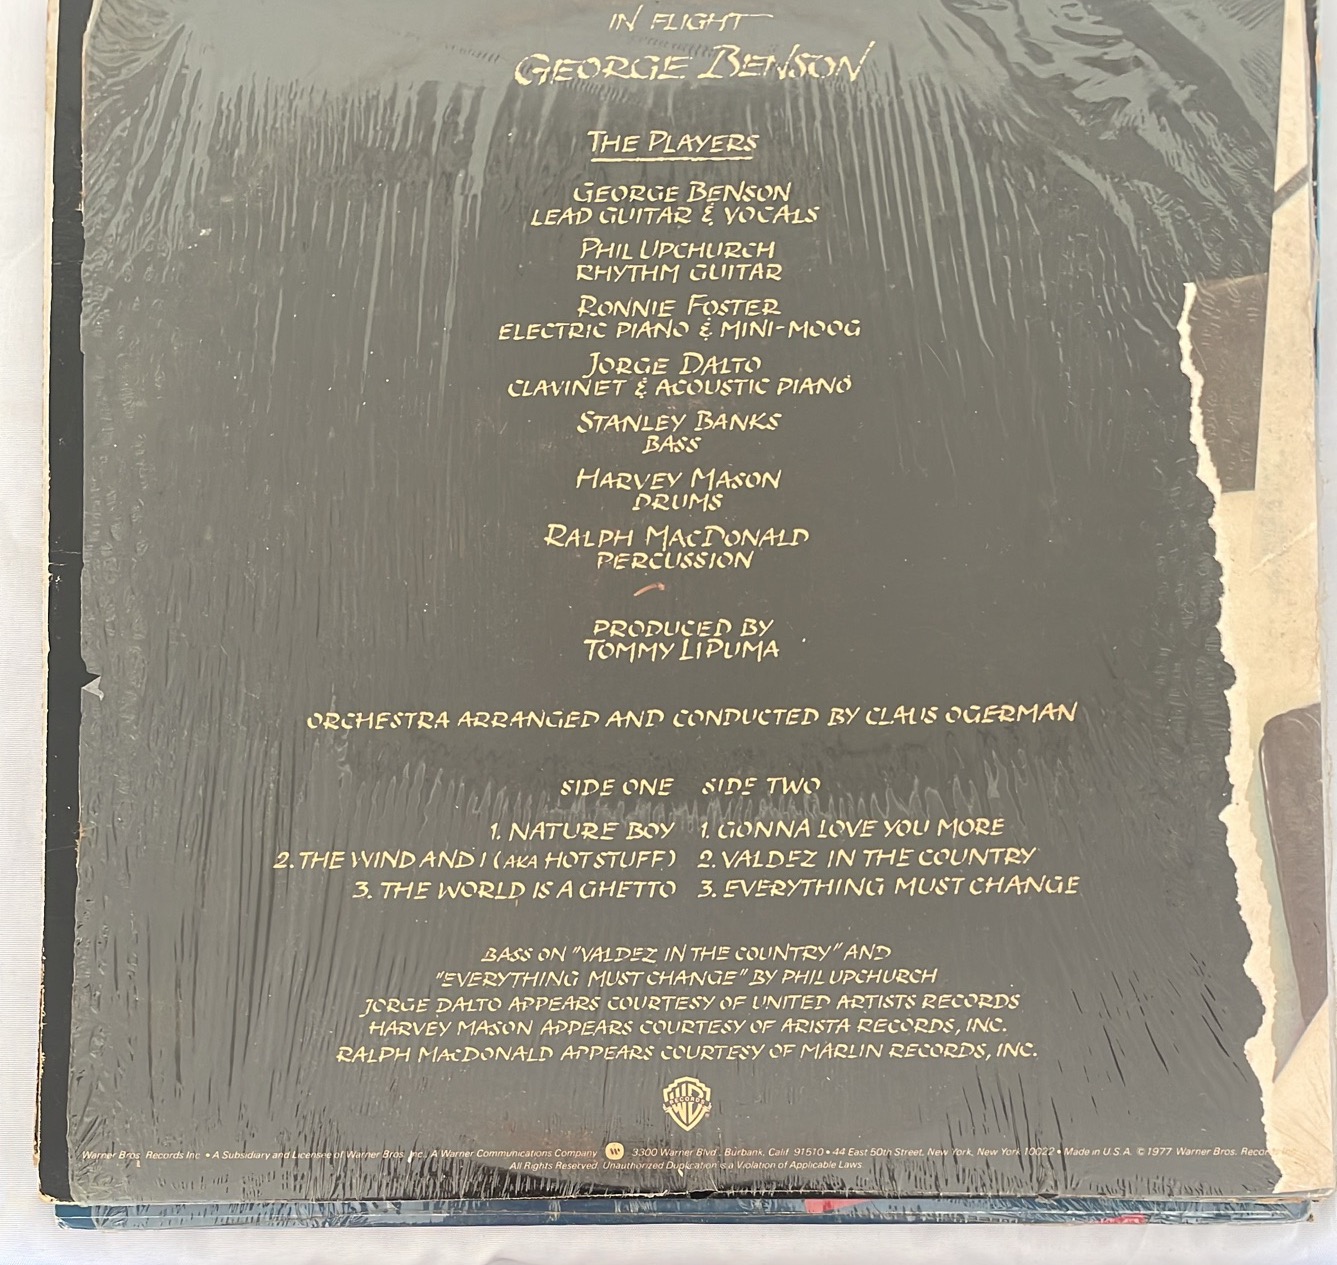 IN FLIGHT
GEORGE BENSON
THE PLAYERS
GEORGE BENSON
LEAD GUITAR & VOCALS
PHIL UPCHURCH
RHYTHM GUITAR
RONNIE FOSTER
ELECTRIC PIANO & MINI-MOOG
JORGE DALTO
CLAVINET & ACOUSTIC PIANO
STANLEY BANKS
BASS
HARVEY MASON
DRUMS
RALPH MACDONALD
PERCUSSION
PRODUCED BY
TOMMY LIPUMA
ORCHESTRA ARRANGED AND CONDUCTED BY CLAUS OGERMAN
SIDE ONE
1. NATURE BOY
2. THE WIND AND I (AKA HOT STUFF)
3. THE WORLD IS A GHETTO
SIDE TWO
1. GONNA LOVE YOU MORE
2. VALDEZ IN THE COUNTRY
3. EVERYTHING MUST CHANGE
BASS ON "VALDEZ IN THE COUNTRY" AND
"EVERYTHING MUST CHANGE" BY PHIL UPCHURCH
JORGE DALTO APPEARS COURTESY OF UNITED ARTISTS RECORDS
HARVEY MASON APPEARS COURTESY OF ARISTA RECORDS, INC.
RALPH MACDONALD APPEARS COURTESY OF MARLIN RECORDS, INC.
RECORDS
Warner Bros. Records Inc. • A Subsidiary and Licensee of Warner Bros. Inc., A Warner Communications Company 3300 Warner Blvd., Burbank, Calif. 91510 • 44 East 50th Street, New York, New York 10022 • Made in U.S.A. © 1977 Warner Bros. Recor
All Rights Reserved. Unauthorized Duplication is a Violation of Applicable Laws.